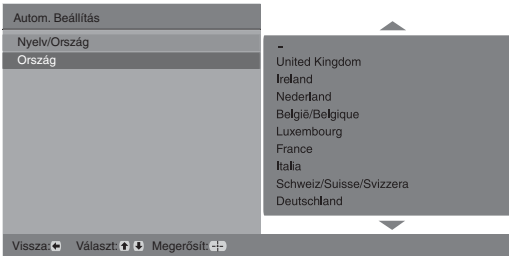 Autom. Beállítás
Nyelv/Ország
Ország
-
United Kingdom
Ireland
Nederland
België/Belgique
Luxembourg
France
Italia
Schweiz/Suisse/Svizzera
Deutschland
Vissza: Választ: Megerősít: